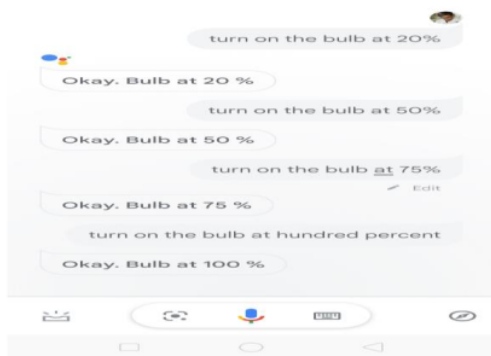 turn on the bulb at 20%
Okay. Bulb at 20 %
turn on the bulb at 50%
Okay. Bulb at 50 %
turn on the bulb at 75%
Edit
Okay. Bulb at 75 %
turn on the bulb at hundred percent
Okay. Bulb at 100 %